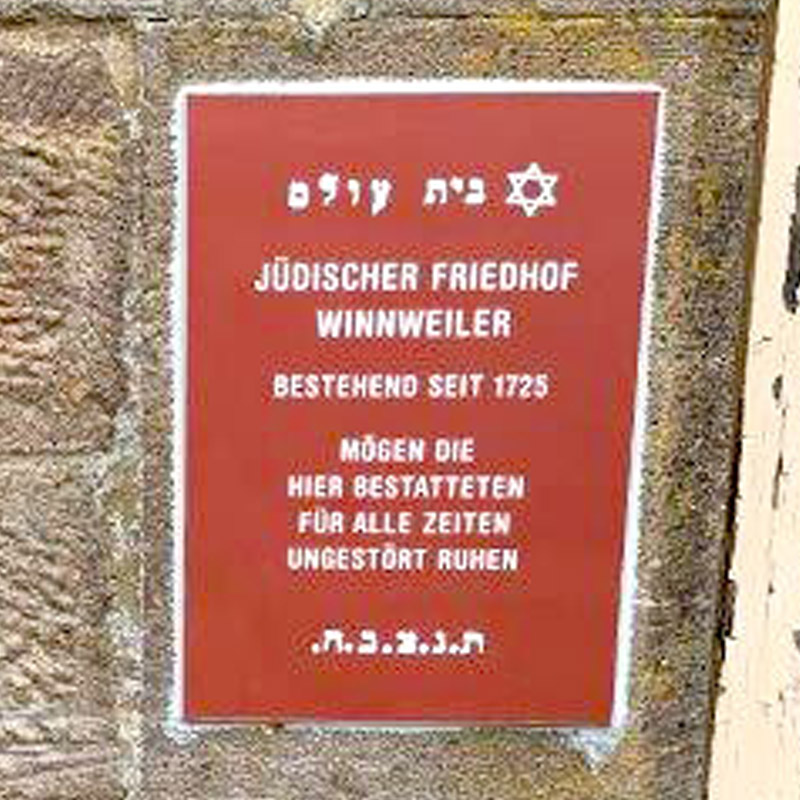 בית עולם
JÜDISCHER FRIEDHOF
WINNWEILER
BESTEHEND SEIT 1725
MÖGEN DIE
HIER BESTATTETEN
FÜR ALLE ZEITEN
UNGESTÖRT RUHEN
ת.נ.צ.ב.ה.